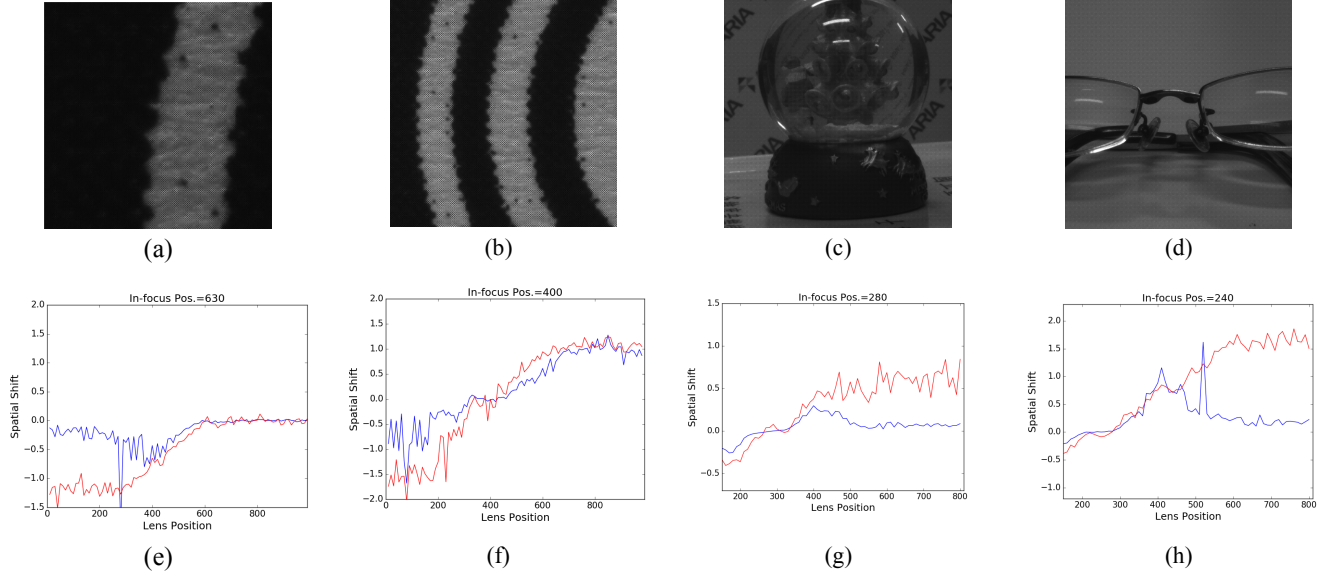 ARIA
ARIA
ARIA
(a)
(b)
(c)
(d)
In-focus Pos.=630
2.0
1.5
1.0
0.5
0.0
−0.5
−1.0
−1.5
0
200
400
600
800
Spatial Shift
Lens Position
(e)
In-focus Pos.=400
2.0
1.5
1.0
0.5
0.0
−0.5
−1.0
−1.5
−2.0
0
200
400
600
800
Spatial Shift
Lens Position
(f)
In-focus Pos.=280
1.5
1.0
0.5
0.0
−0.5
200
300
400
500
600
700
800
Spatial Shift
Lens Position
(g)
In-focus Pos.=240
2.0
1.5
1.0
0.5
0.0
−0.5
−1.0
200
300
400
500
600
700
800
Spatial Shift
Lens Position
(h)